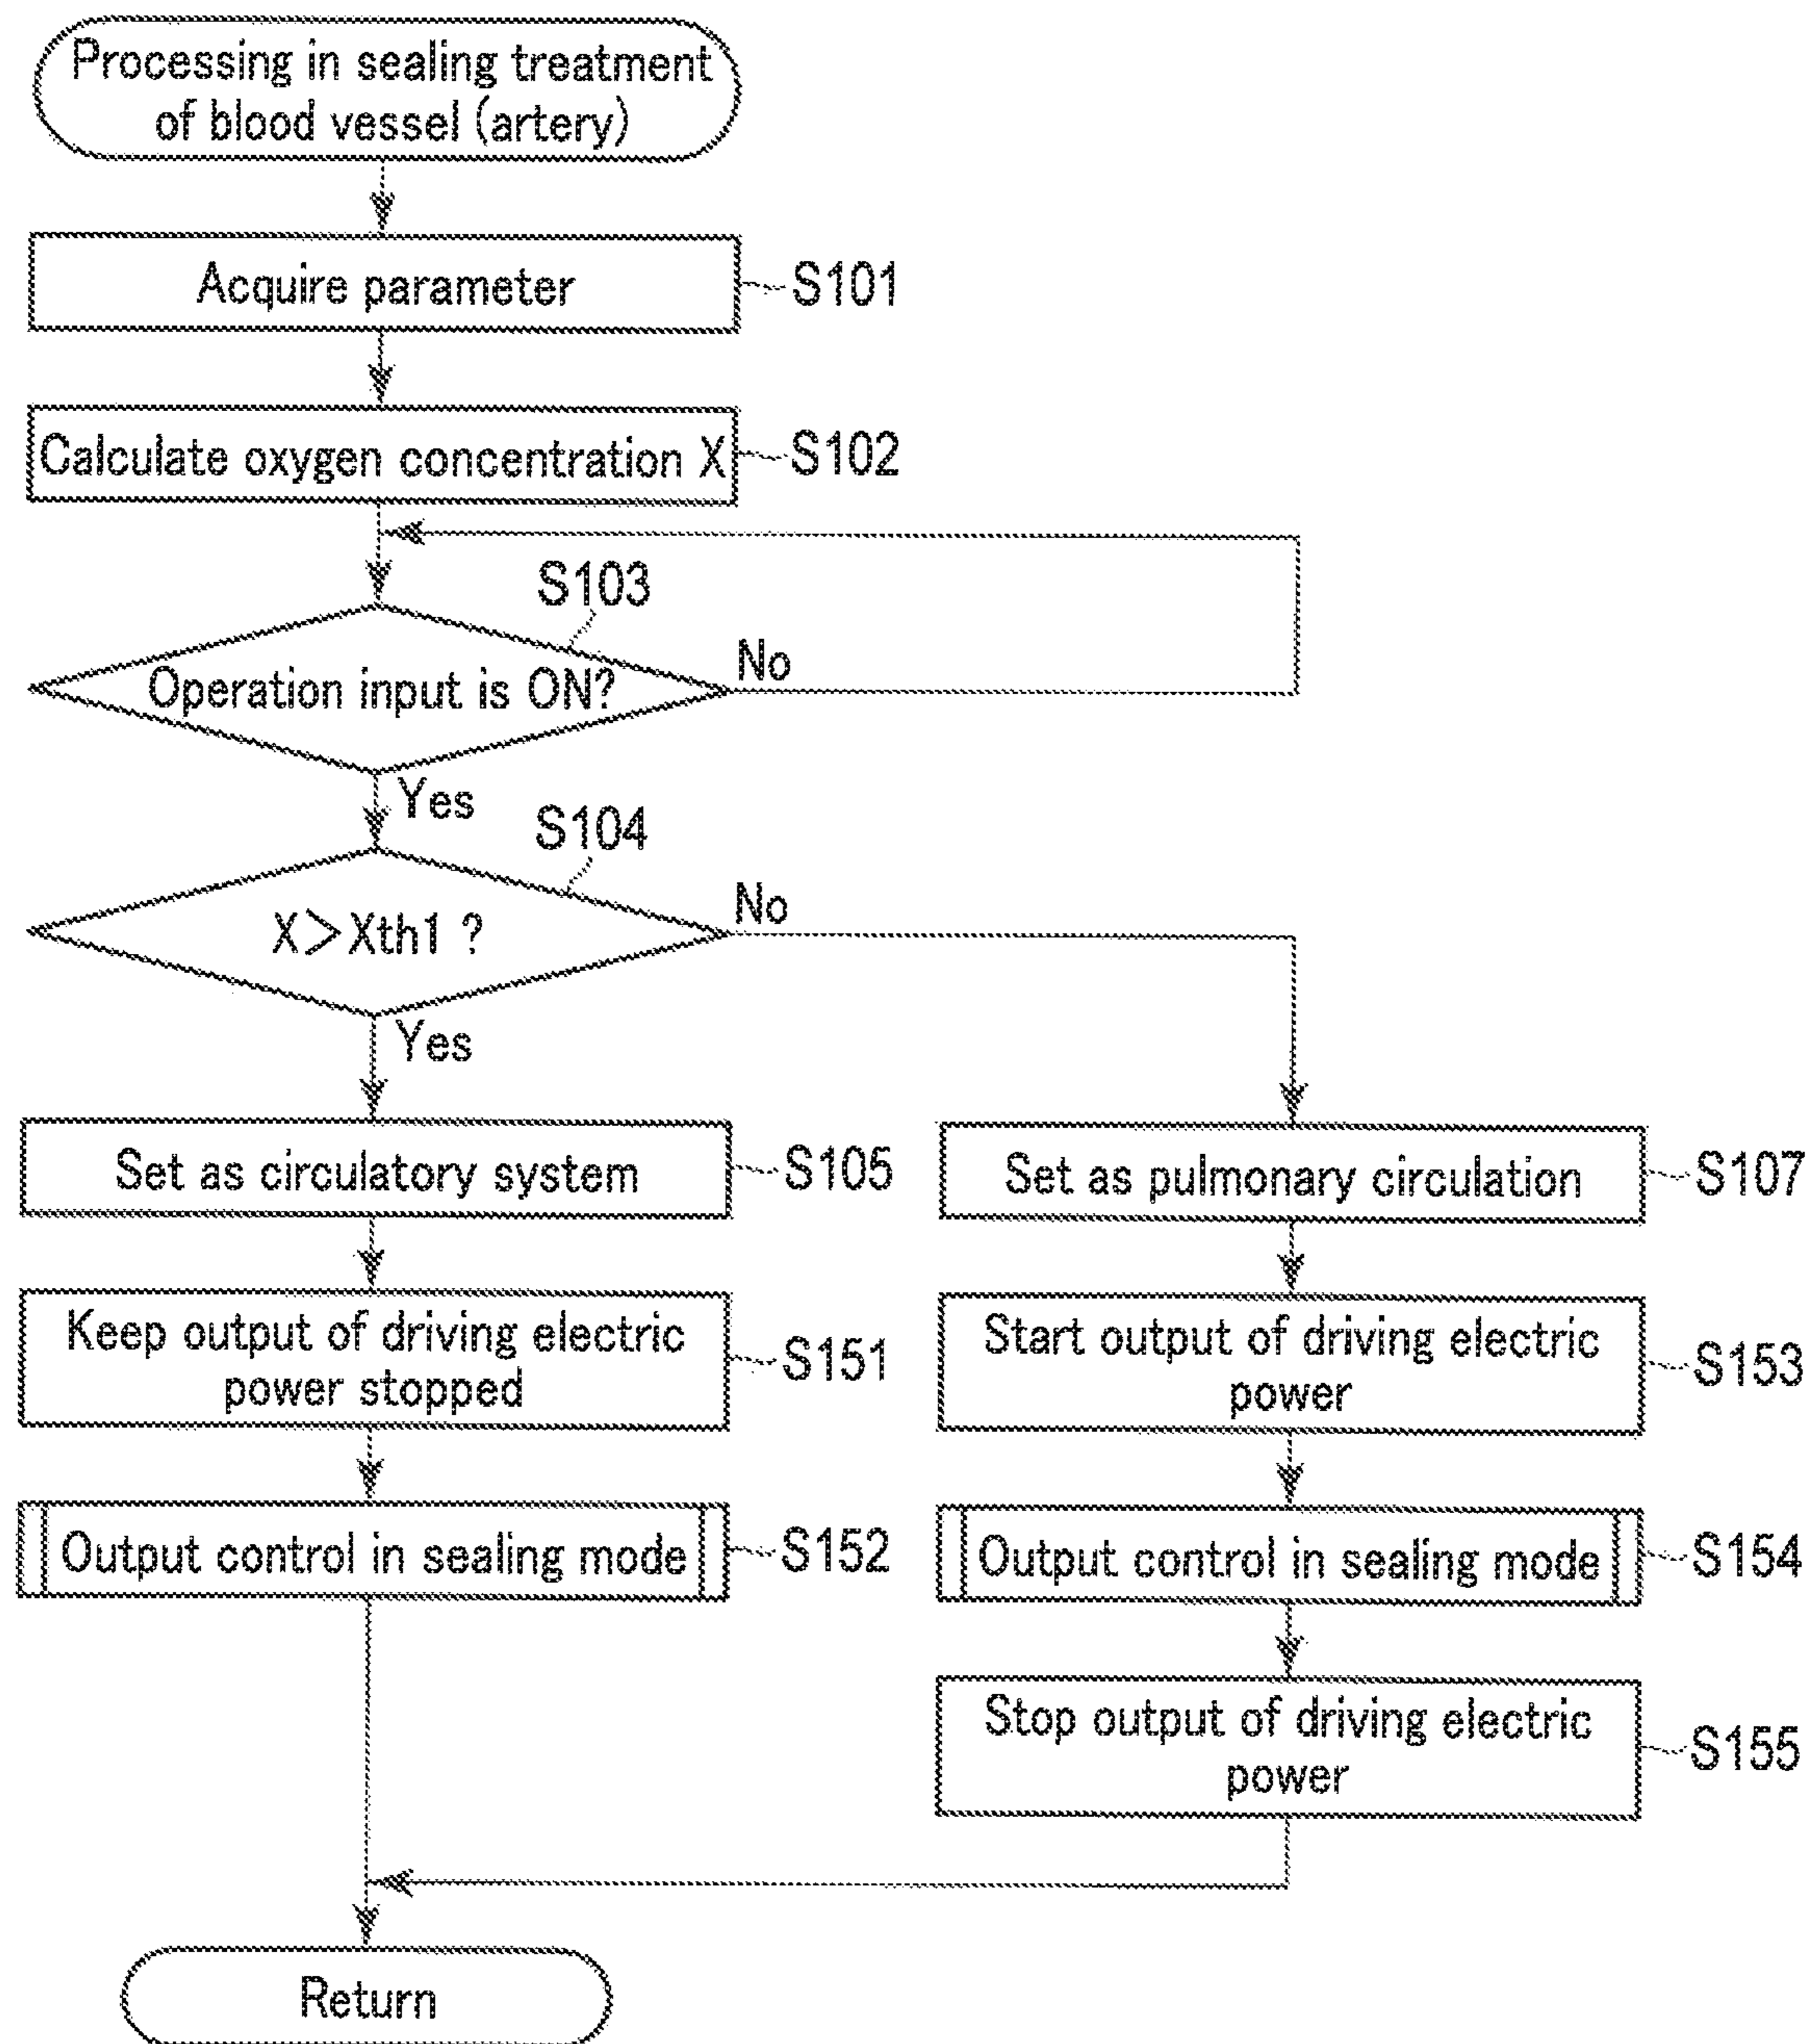 Processing in sealing treatment
of blood vessel (artery)
Acquire parameter
S101
Calculate oxygen concentration X
S102
S103
Operation input is ON?
No
Yes
S104
X>Xth1 ?
No
Yes
Set as circulatory system
S105
Set as pulmonary circulation
S107
Keep output of driving electric
power stopped
S151
Start output of driving electric
power
S153
Output control in sealing mode
S152
Output control in sealing mode
S154
Stop output of driving electric
power
S155
Return